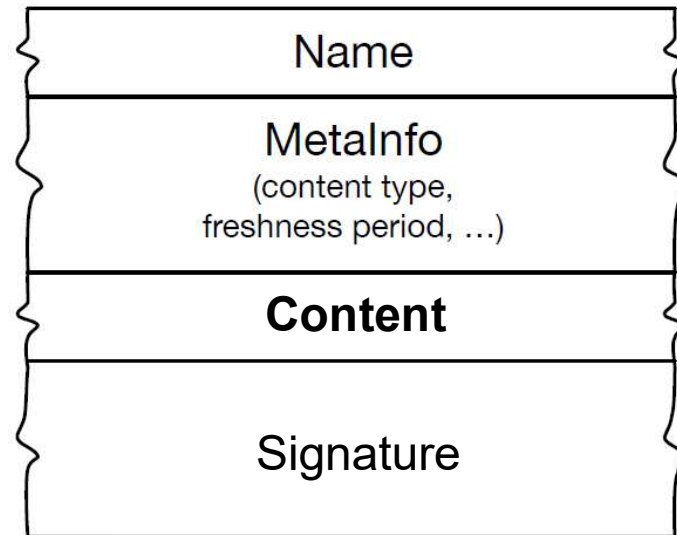 Name
MetaInfo
(content type,
freshness period, ...)
Content
Signature